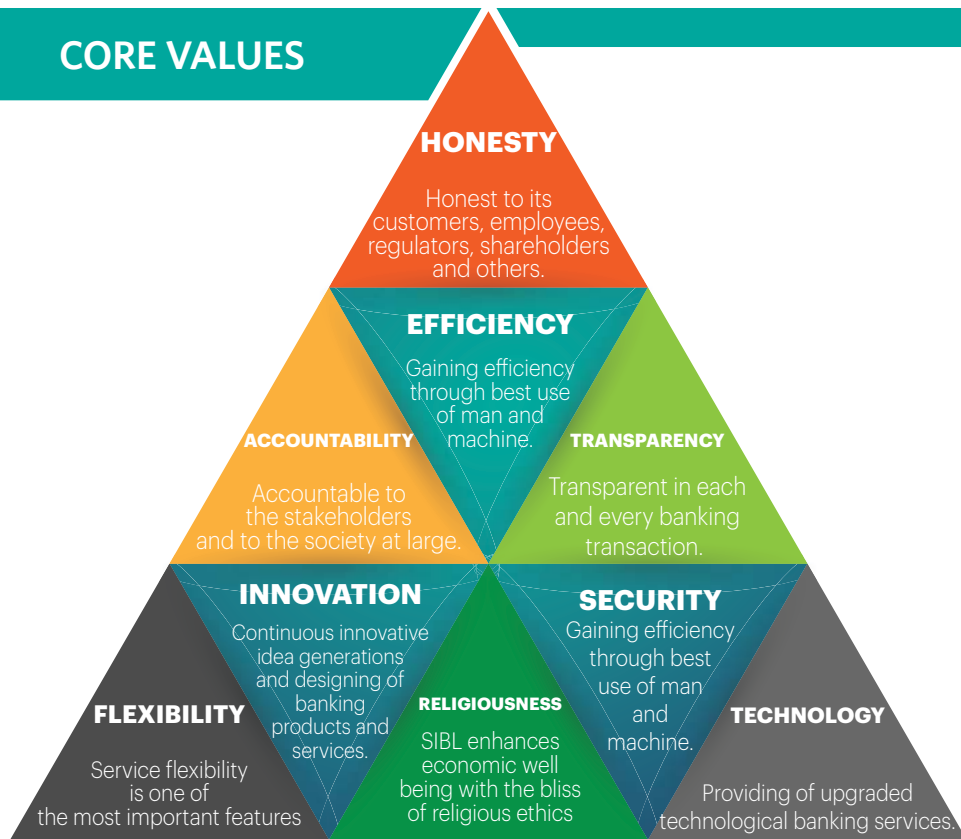 CORE VALUES
HONESTY
Honest to its
customers, employees,
regulators, shareholders
and others.
EFFICIENCY
Gaining efficiency
through best use
of man and
machine.
ACCOUNTABILITY
Accountable to
the stakeholders
and to the society at large.
TRANSPARENCY
Transparent in each
and every banking
transaction.
INNOVATION
Continuous innovative
idea generations
and designing of
banking
products and
services.
SECURITY
Gaining efficiency
through best
use of man
and
machine.
FLEXIBILITY
Service flexibility
is one of
the most important features
RELIGIOUSNESS
SIBL enhances
economic well
being with the bliss
of religious ethics
TECHNOLOGY
Providing of upgraded
technological banking services.